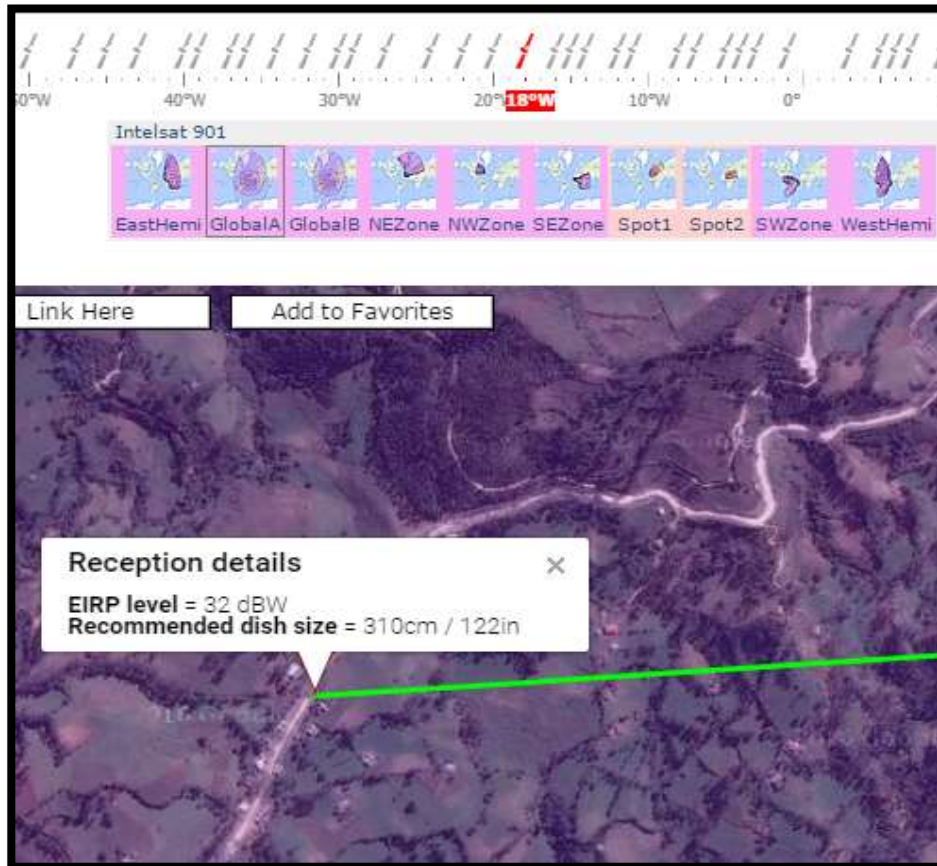 50°W 40°W 30°W 20° 18°W 10°W 0°
Intelsat 901
EastHemi GlobalA GlobalB NEZone NWZone SEZone Spot1 Spot2 SWZone WestHemi
Link Here Add to Favorites
Reception details
EIRP level = 32 dBW
Recommended dish size = 310cm / 122in